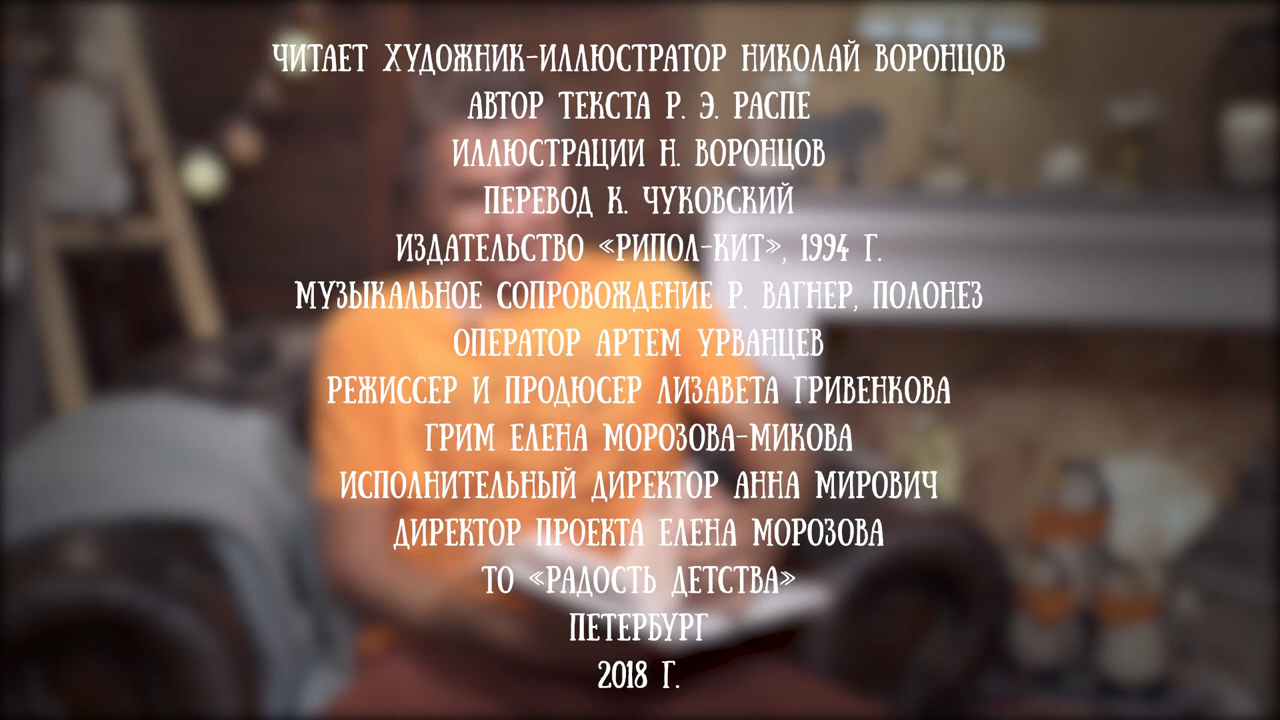 ЧИТАЕТ ХУДОЖНИК-ИЛЛЮСТРАТОР НИКОЛАЙ ВОРОНЦОВ
АВТОР ТЕКСТА Р. Э. РАСПЕ
ИЛЛЮСТРАЦИИ Н. ВОРОНЦОВ
ПЕРЕВОД К. ЧУКОВСКИЙ
ИЗДАТЕЛЬСТВО «РИПОЛ-КИТ», 1994 Г.
МУЗЫКАЛЬНОЕ СОПРОВОЖДЕНИЕ Р. ВАГНЕР, ПОЛОНЕЗ
ОПЕРАТОР АРТЕМ УРВАНЦЕВ
РЕЖИССЕР И ПРОДЮСЕР ЛИЗАВЕТА ГРИВЕНКОВА
ГРИМ ЕЛЕНА МОРОЗОВА-МИКОВА
ИСПОЛНИТЕЛЬНЫЙ ДИРЕКТОР АННА МИРОВИЧ
ДИРЕКТОР ПРОЕКТА ЕЛЕНА МОРОЗОВА
ТО «РАДОСТЬ ДЕТСТВА»
ПЕТЕРБУРГ
2018 Г.